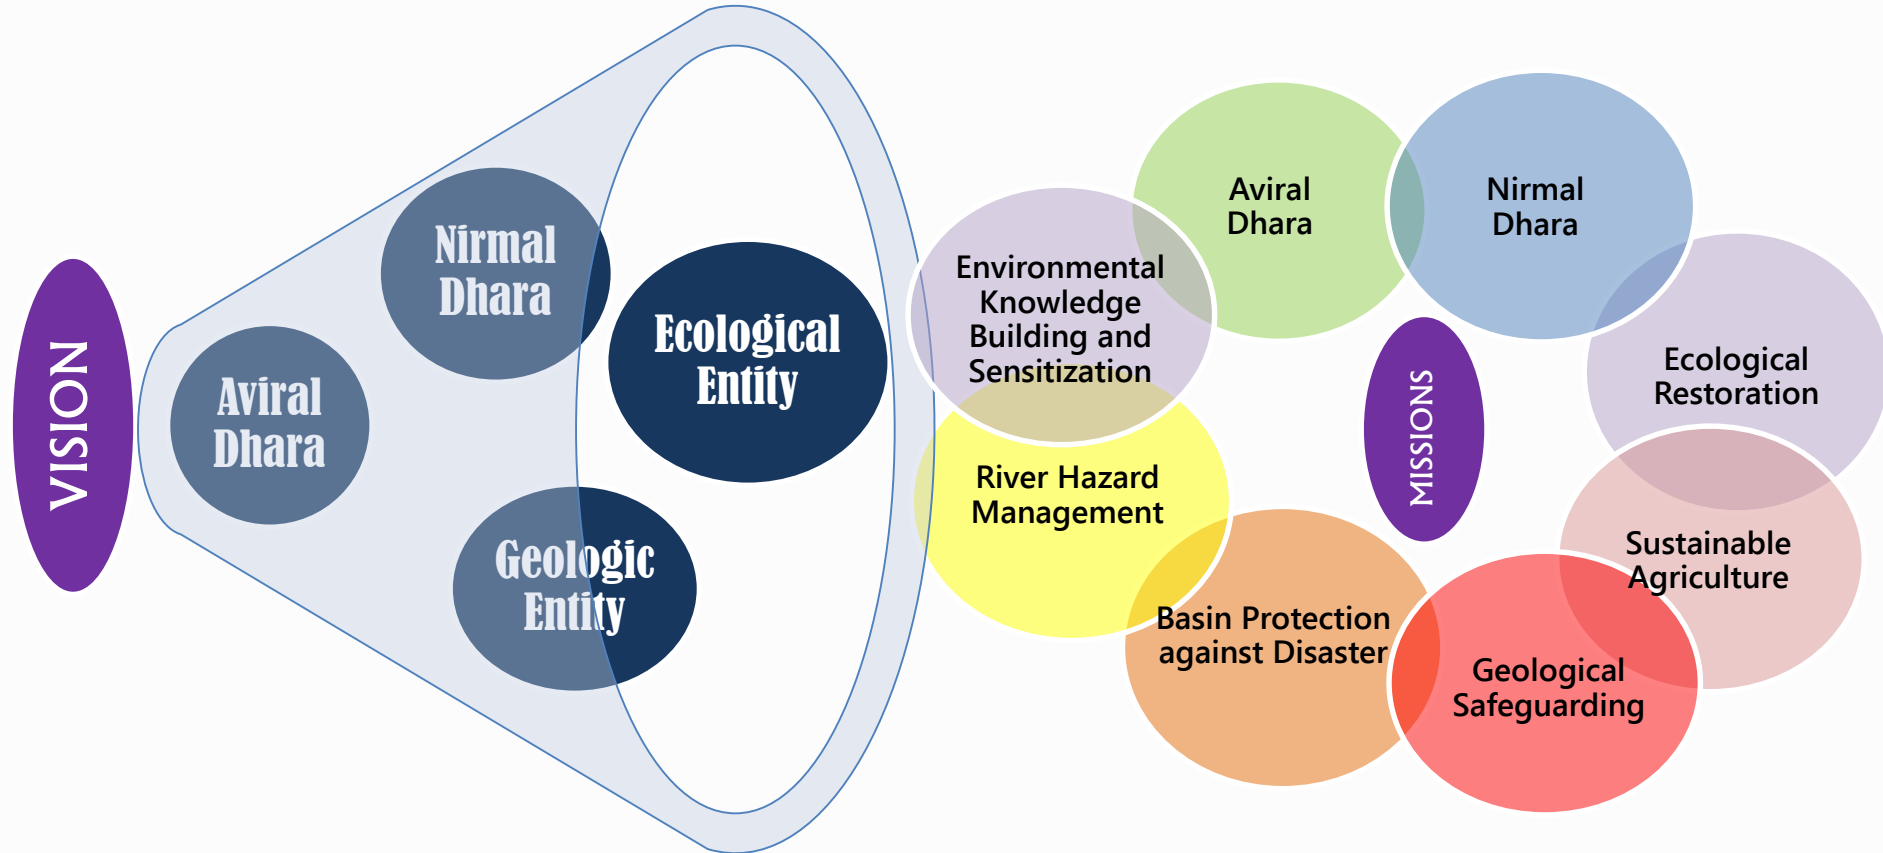 VISION
Aviral
Dhara
Nirmal
Dhara
Geologic
Entity
Ecological
Entity
Aviral
Dhara
Nirmal
Dhara
Ecological
Restoration
Sustainable
Agriculture
Geological
Safeguarding
Basin Protection
against Disaster
River Hazard
Management
Environmental
Knowledge
Building and
Sensitization
MISSIONS